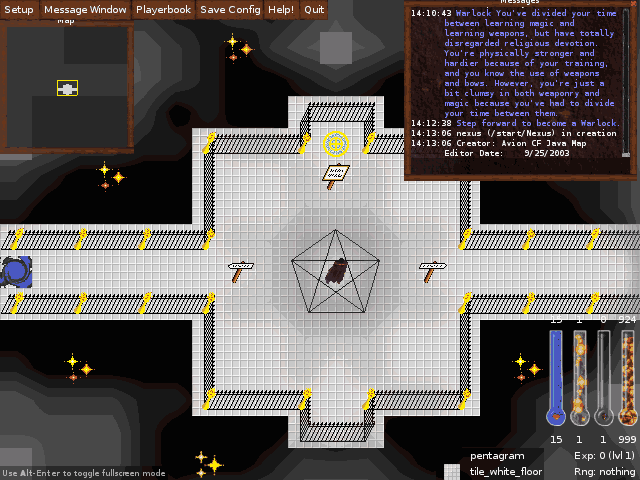 Setup Message Window Playerbook Save Config Help! Quit
Map
Messages
14:10:43 Warlock You've divided your time
between learning magic and
learning weapons, but have totally
disregarded religious devotion.
You're physically stronger and
hardier because of your training,
and you know the use of weapons
and bows. However, you're just a
bit clumsy in both weaponry and
magic because you've had to divide
your time between them.
14:12:38 Step forward to become a Warlock.
14:13:06 nexus (/start/Nexus) in creation
14:13:06 Creator: Avion CF Java Map
Editor Date: 9/25/2003
15 1 0 524
15 1 1 999
pentagram Exp: 0 (lvl 1)
tile_white_floor Rng: nothing
Use Alt-Enter to toggle fullscreen mode